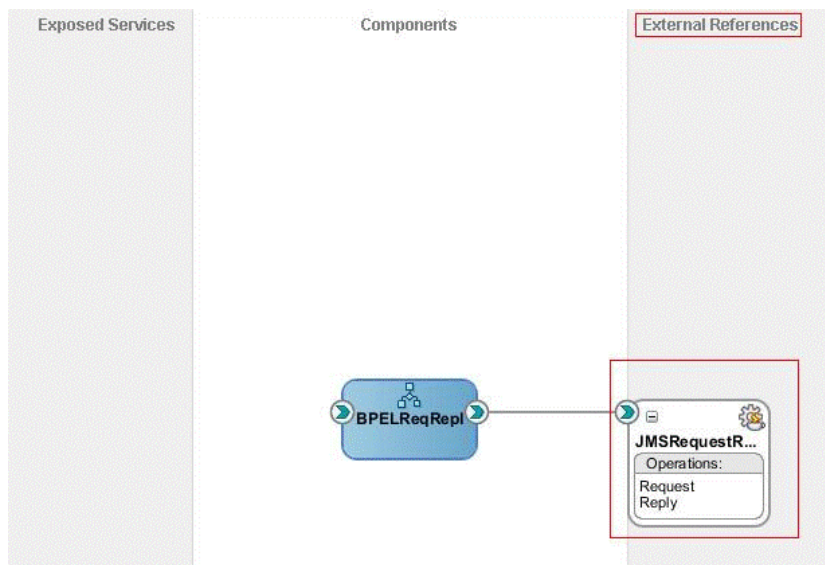 Exposed Services
Components
External References
BPELReqRepl
JMSRequestR...
Operations:
Request
Reply